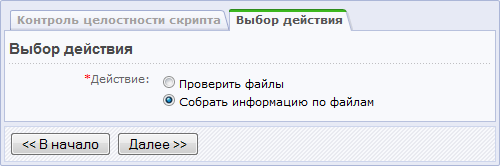 Контроль целостности скрипта Выбор действия
Выбор действия
*Действие: Проверить файлы
Собрать информацию по файлам
<< В начало Далее >>